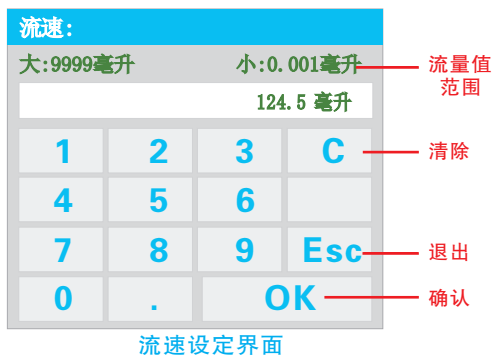 流速:
大:9999毫升 小:0.001毫升
流量值
范围
124.5 毫升
1 2 3 C
清除
4 5 6
7 8 9 Esc
退出
0 . OK
确认
流速设定界面